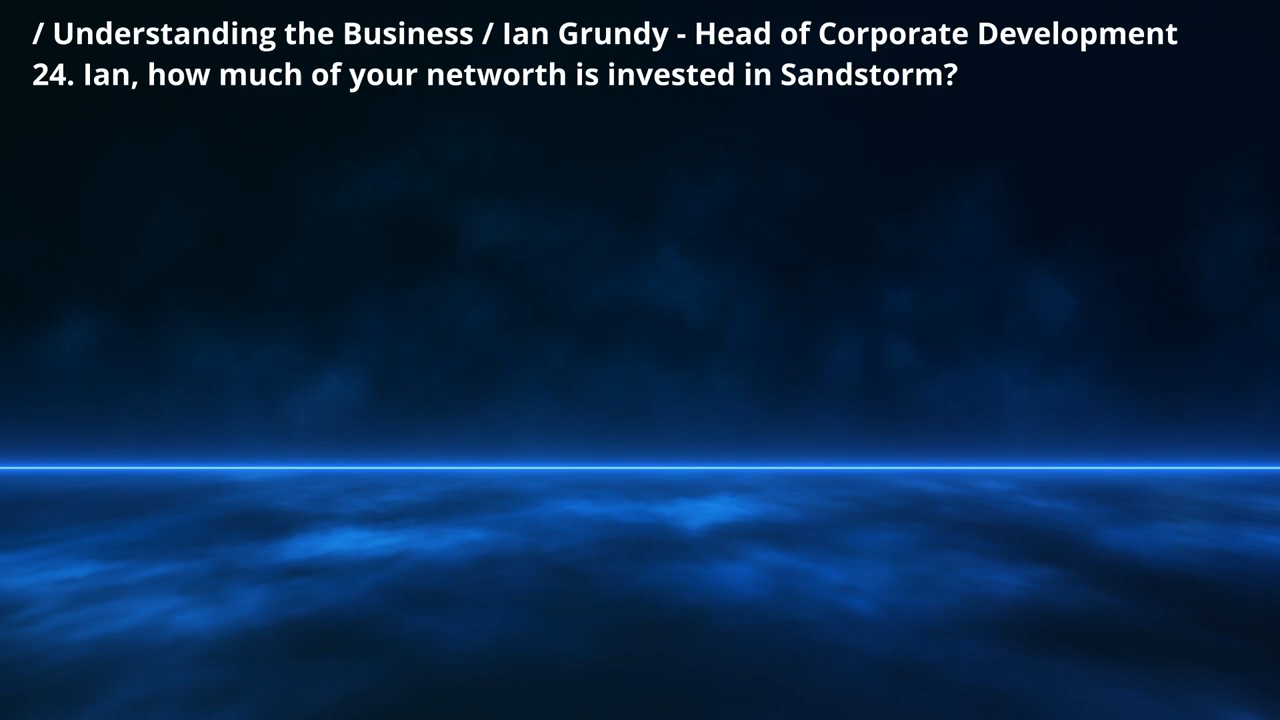 / Understanding the Business / Ian Grundy - Head of Corporate Development
24. Ian, how much of your networth is invested in Sandstorm?